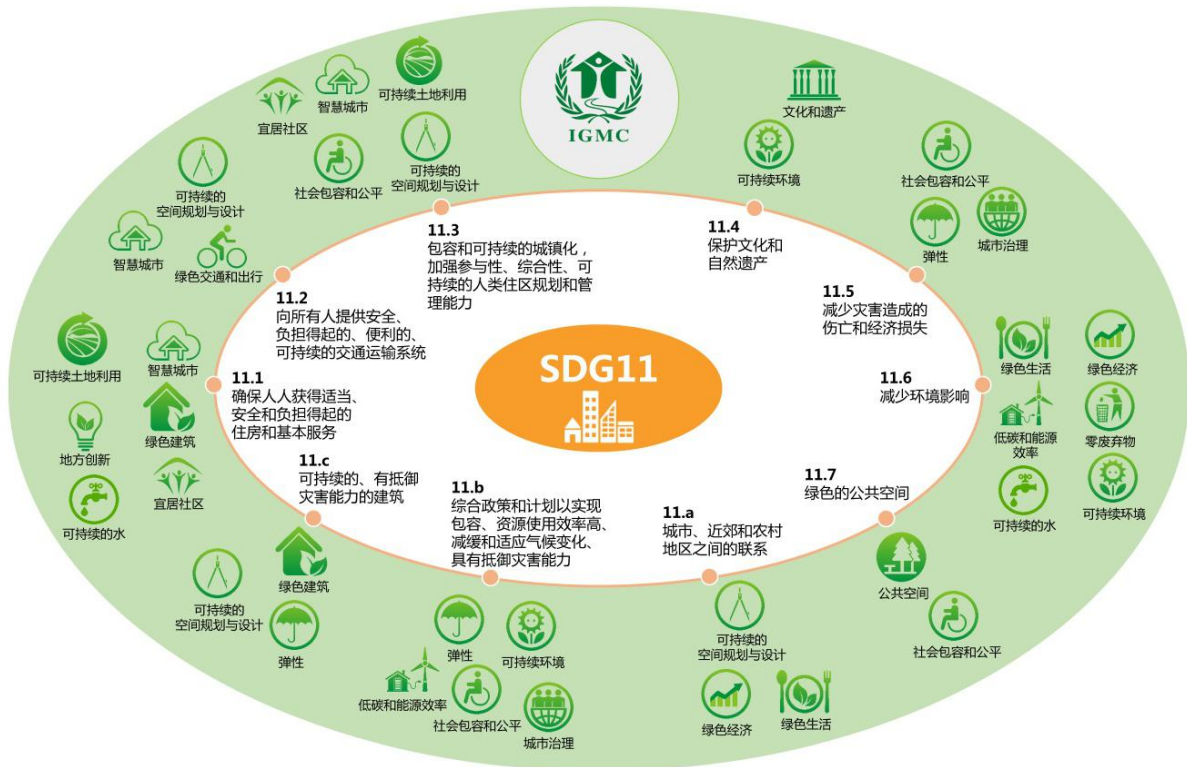 IGMC
SDG11
11.1
确保人人获得适当、
安全和负担得起的
住房和基本服务
可持续土地利用
智慧城市
绿色建筑
地方创新
宜居社区
可持续的水
11.2
向所有人提供安全、
负担得起的、便利的、
可持续的交通运输系统
可持续的
空间规划与设计
智慧城市
绿色交通和出行
11.3
包容和可持续的城镇化，
加强参与性、综合性、可
持续的人类住区规划和管
理能力
宜居社区
智慧城市
可持续土地利用
社会包容和公平
可持续的
空间规划与设计
11.4
保护文化和
自然遗产
文化和遗产
可持续环境
11.5
减少灾害造成的
伤亡和经济损失
社会包容和公平
弹性
城市治理
11.6
减少环境影响
绿色生活
绿色经济
低碳和能源
效率
零废弃物
可持续的水
可持续环境
11.7
绿色的公共空间
公共空间
社会包容和公平
11.a
城市、近郊和农村
地区之间的联系
可持续的
空间规划与设计
绿色经济
绿色生活
11.b
综合政策和计划以实现
包容、资源使用效率高、
减缓和适应气候变化、
具有抵御灾害能力
弹性
可持续环境
低碳和能源效率
社会包容和公平
城市治理
11.c
可持续的、有抵御
灾害能力的建筑
绿色建筑
可持续的
空间规划与设计
弹性